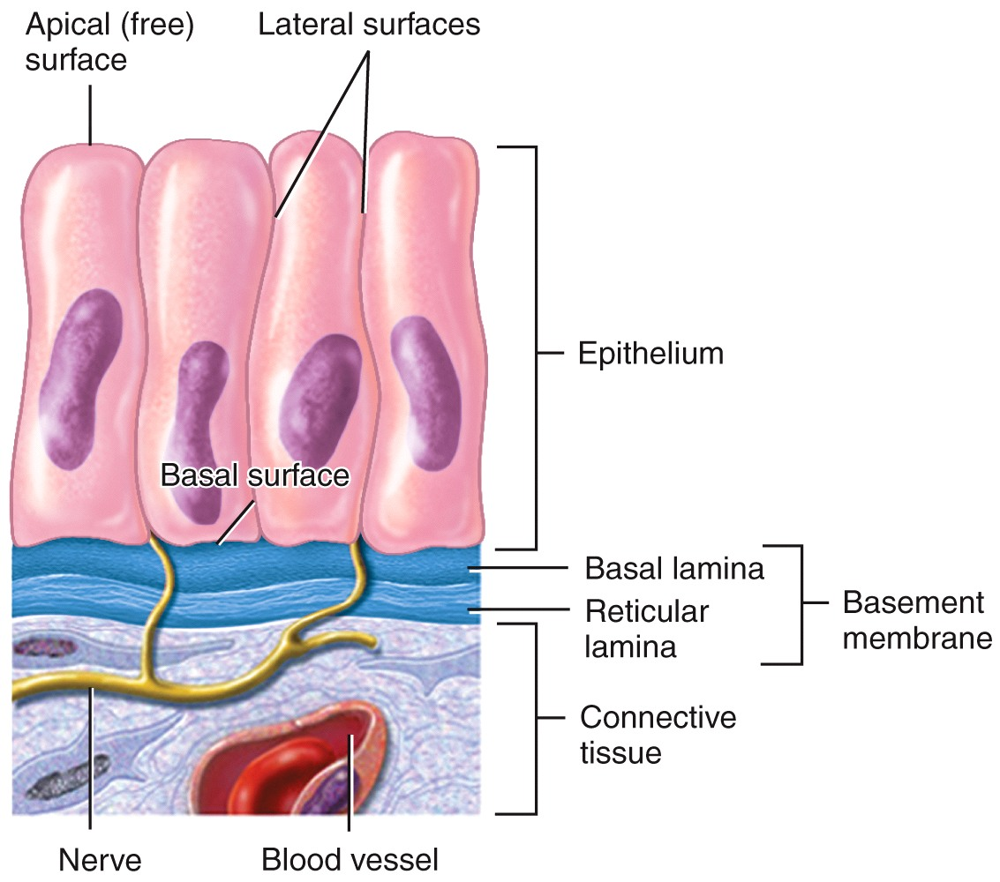 Apical (free)
surface
Lateral surfaces
Epithelium
Basal surface
Basal lamina
Reticular
lamina
Basement
membrane
Connective
tissue
Nerve
Blood vessel